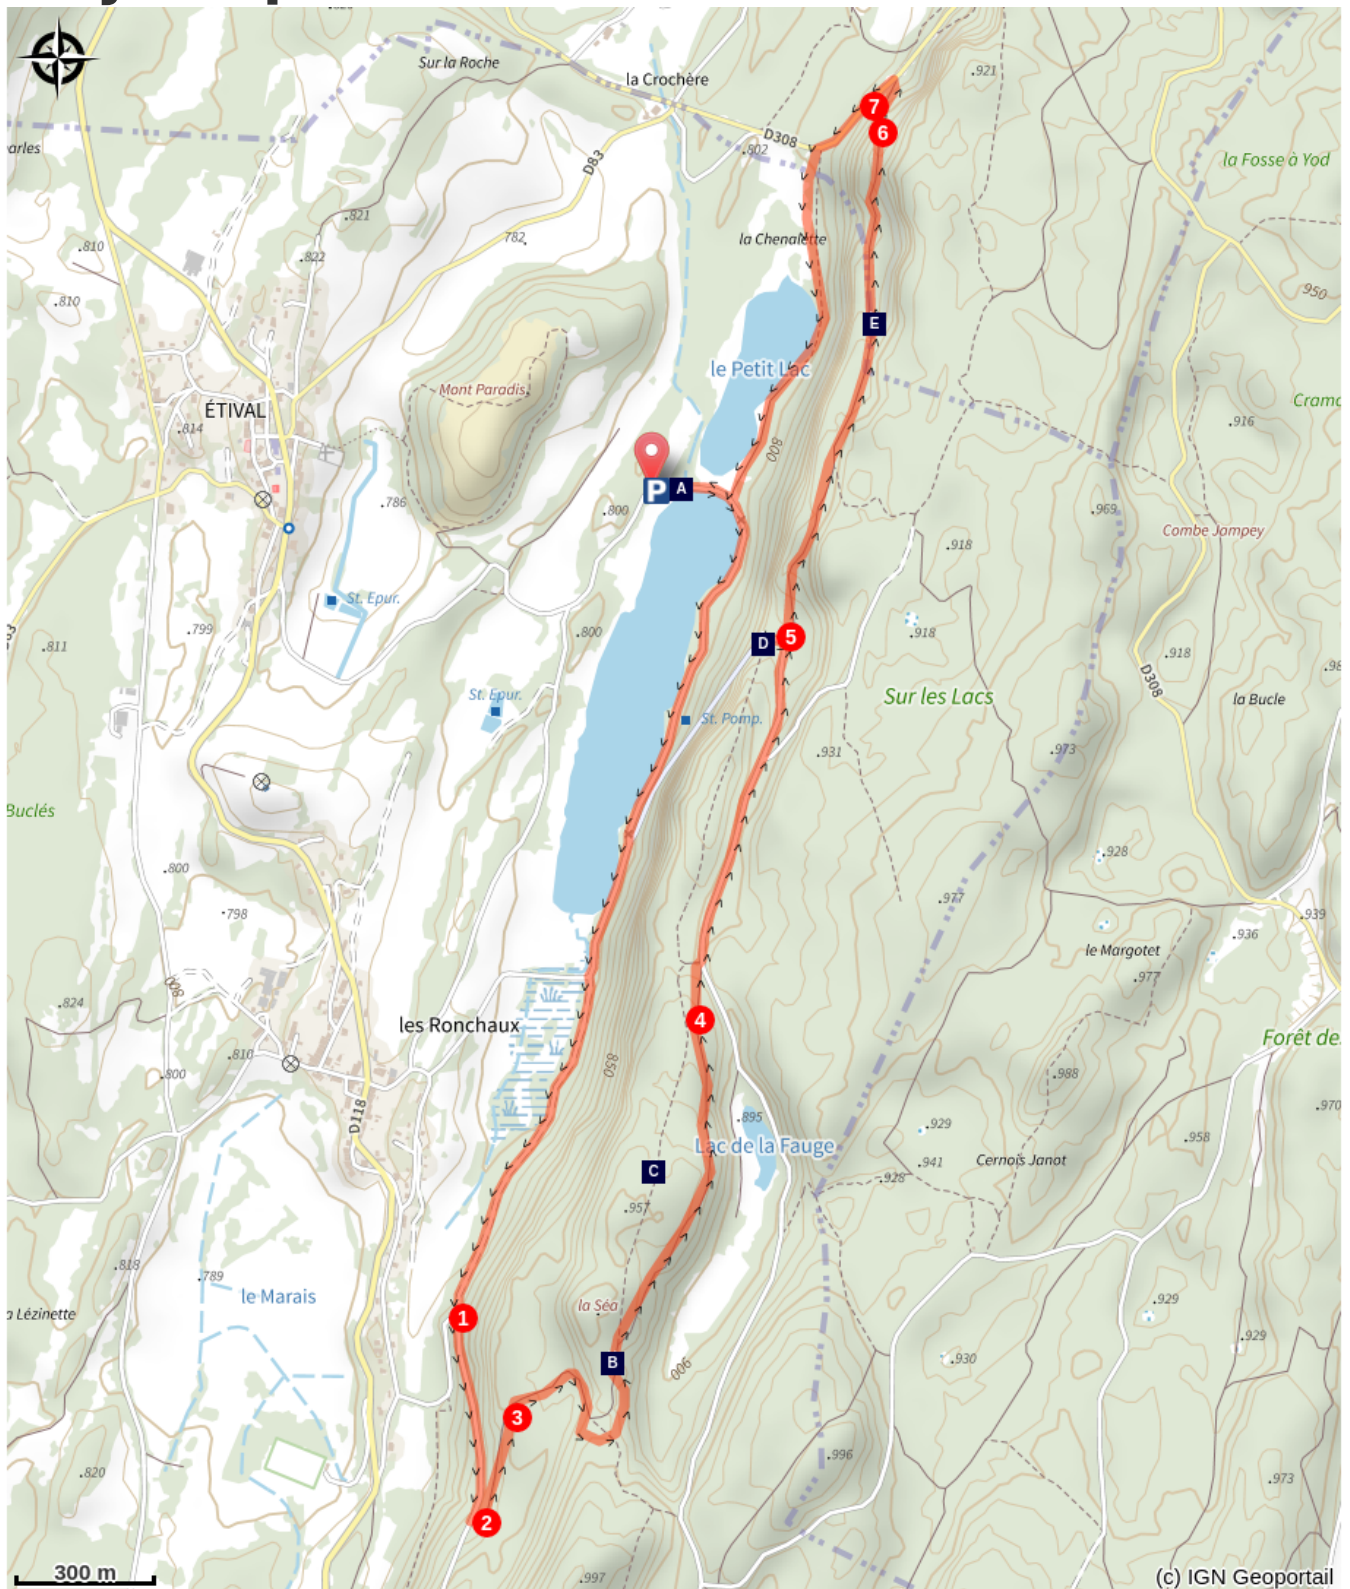 Sur la Roche
la Crochère
.921
D308
.802
D83
la Fosse à Yod
arles
.821
782.
.810
.822
la Chenalette
.810
950
le Petit Lac
Mont Paradis
Crama
ÉTIVAL
.814
.916
800
P A
.786
.800
.969
Combe Jampey
.918
St. Epur.
.799
.800
.918
.811
.918
D 5
D308
St. Epur.
Sur les Lacs
la Bucle
St. Pomp.
.931
.973
Buclés
.928
.800
.977
.798
.939
.936
le Margotet
.977
800
.824
les Ronchaux
4
Forêt de
.810
850
.800
.988
.970
D118
.895
.929
Lac de la Fauge
.958
.941
Cernois Janot
C
.928
.957
.818
.789
le Marais
la Séa
.929
a Lézinette
1
.929
B
900
.930
3
.996
.820
.973
2
300 m
.997
(c) IGN Geoportail
7
6
E